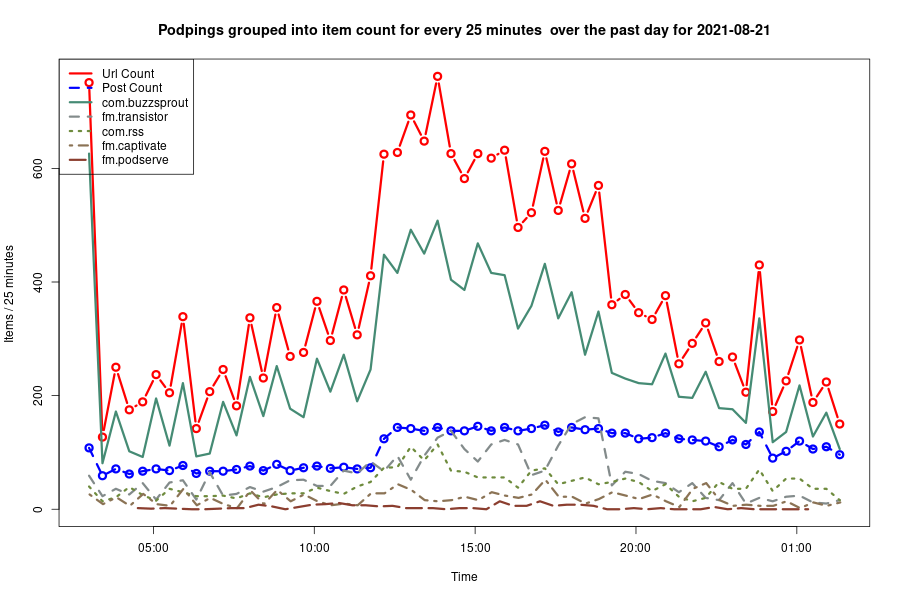 Podpings grouped into item count for every 25 minutes  over the past day for 2021-08-21
Url Count
Post Count
com.buzzsprout
fm.transistor
com.rss
fm.captivate
fm.podserve
Items / 25 minutes
600
400
200
0
05:00
10:00
15:00
20:00
01:00
Time